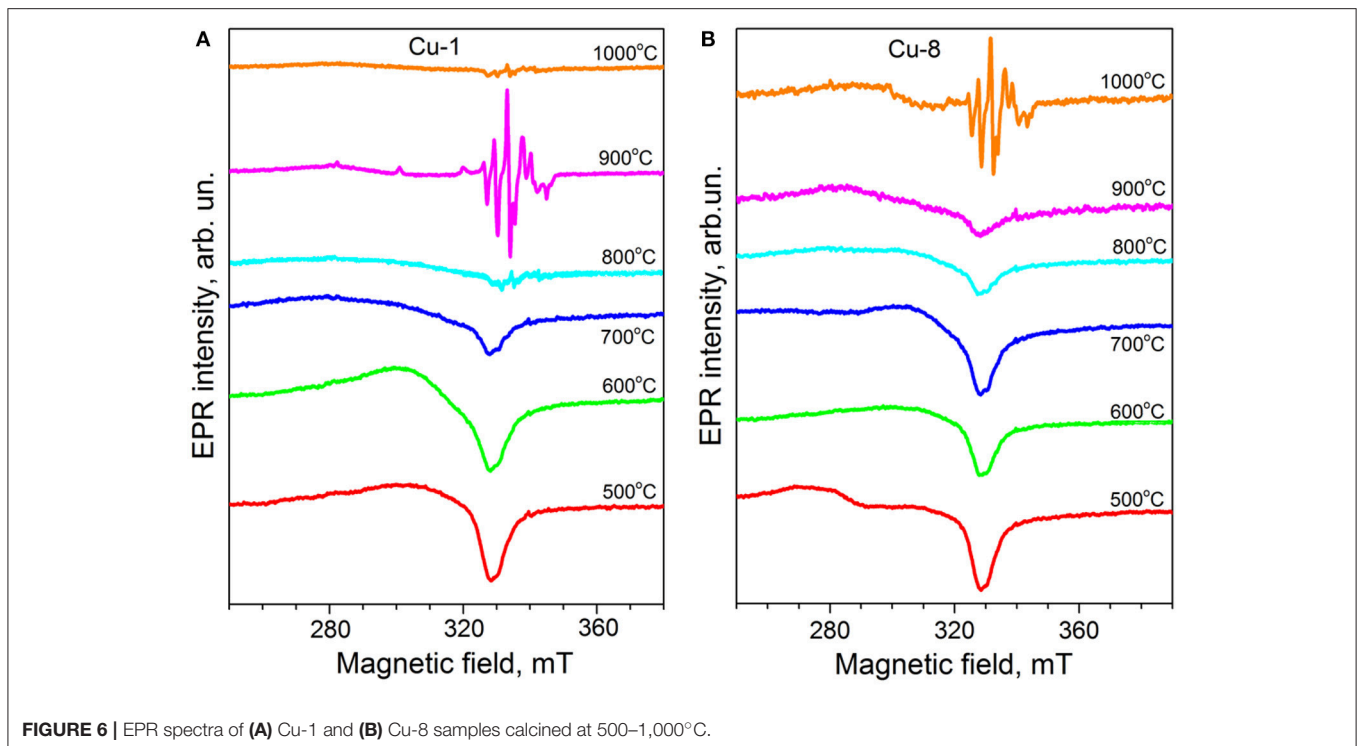 A
Cu-1
1000°C
900°C
800°C
700°C
600°C
500°C
EPR intensity, arb. un.
280 320 360
Magnetic field, mT
B
Cu-8
1000°C
900°C
800°C
700°C
600°C
500°C
EPR intensity, arb.un.
280 320 360
Magnetic field, mT
FIGURE 6 | EPR spectra of (A) Cu-1 and (B) Cu-8 samples calcined at 500–1,000°C.